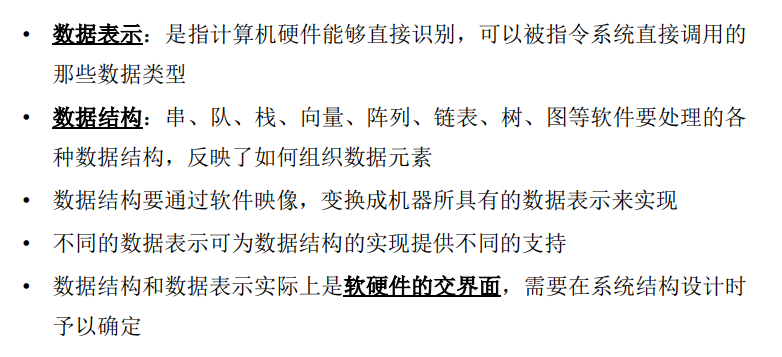 • 数据表示：是指计算机硬件能够直接识别，可以被指令系统直接调用的
那些数据类型
• 数据结构：串、队、栈、向量、阵列、链表、树、图等软件要处理的各
种数据结构，反映了如何组织数据元素
• 数据结构要通过软件映像，变换成机器所具有的数据表示来实现
• 不同的数据表示可为数据结构的实现提供不同的支持
• 数据结构和数据表示实际上是软硬件的交界面，需要在系统结构设计时
予以确定